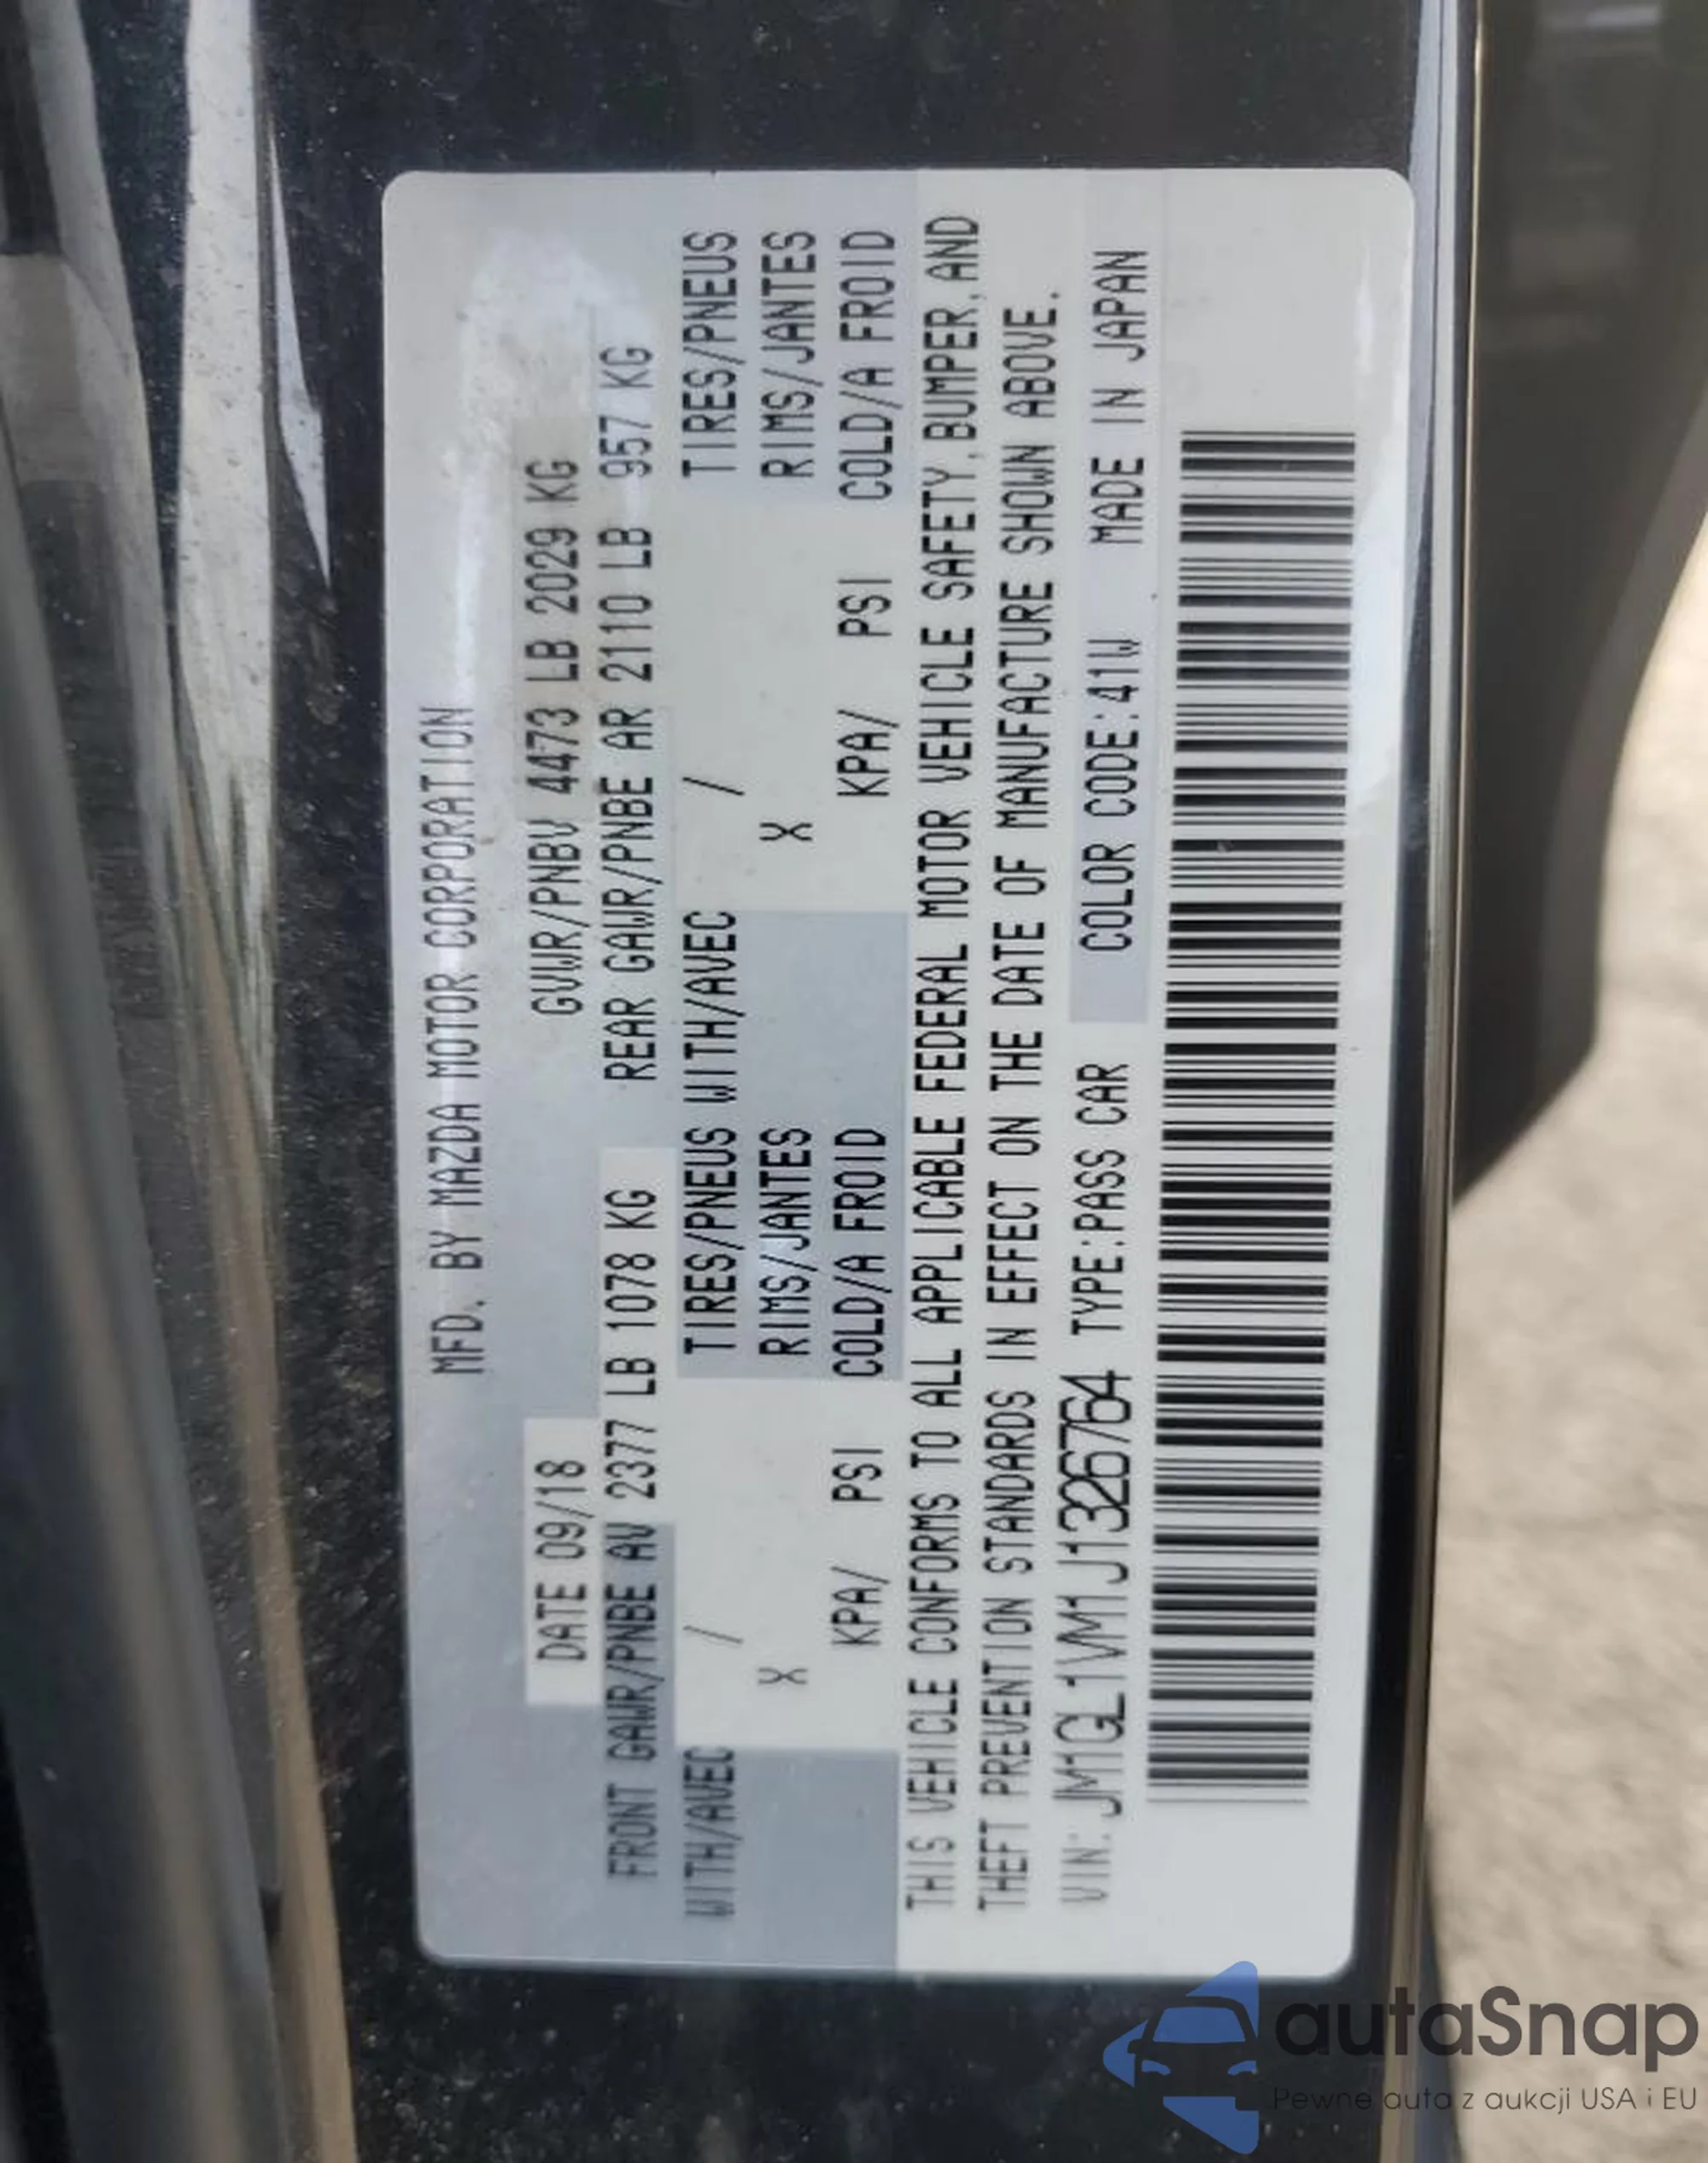 MFD. BY MAZDA MOTOR CORPORATION
DATE 09/18 GVWR/PNBV 4473 LB 2029 KG
FRONT GAWR/PNBE AV 2377 LB 1078 KG REAR GAWR/PNBE AR 2110 LB 957 KG
WITH/AVEC / TIRES/PNEUS WITH/AVEC / TIRES/PNEUS
X RIMS/JANTES X RIMS/JANTES
KPA/ PSI COLD/A FROID KPA/ PSI COLD/A FROID
THIS VEHICLE CONFORMS TO ALL APPLICABLE FEDERAL MOTOR VEHICLE SAFETY,BUMPER,AND
THEFT PREVENTION STANDARDS IN EFFECT ON THE DATE OF MANUFACTURE SHOWN ABOVE.
VIN: JM1GL1VM1J1326764 TYPE:PASS CAR COLOR CODE:41W MADE IN JAPAN
autaSnap
Pewne auta z aukcji USA i EU